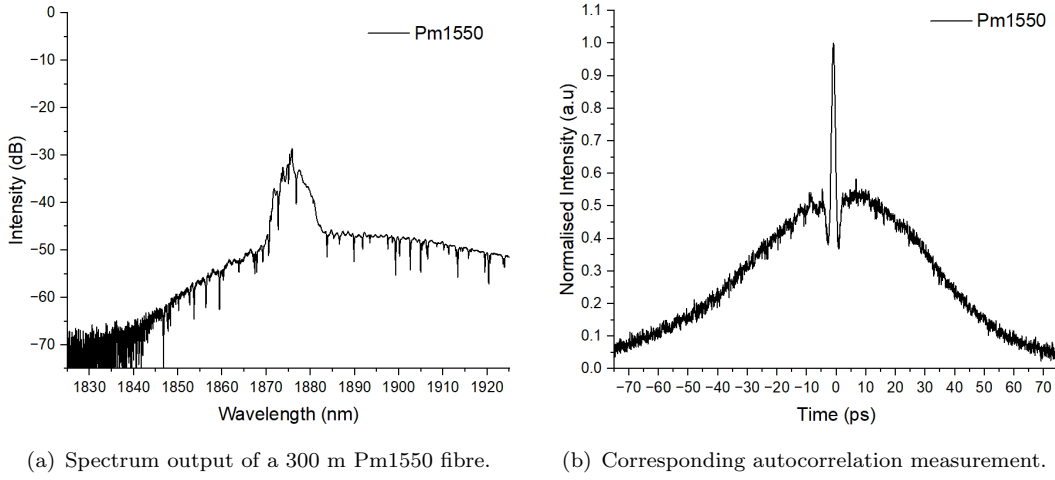 Pm1550
0
−10
−20
−30
−40
−50
−60
−70
Intensity (dB)
1830 1840 1850 1860 1870 1880 1890 1900 1910 1920
Wavelength (nm)
(a) Spectrum output of a 300 m Pm1550 fibre.
Pm1550
1.1
1.0
0.9
0.8
0.7
0.6
0.5
0.4
0.3
0.2
0.1
0.0
Normalised Intensity (a.u)
−70 −60 −50 −40 −30 −20 −10 0 10 20 30 40 50 60 70
Time (ps)
(b) Corresponding autocorrelation measurement.